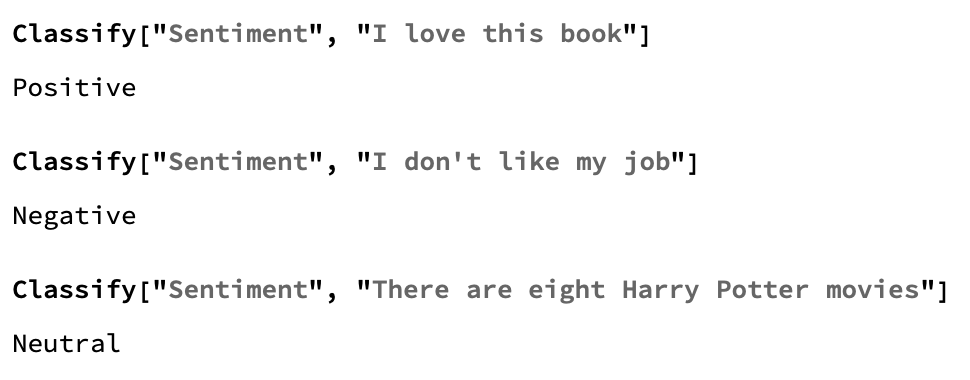 Classify["Sentiment", "I love this book"]
Positive
Classify["Sentiment", "I don't like my job"]
Negative
Classify["Sentiment", "There are eight Harry Potter movies"]
Neutral